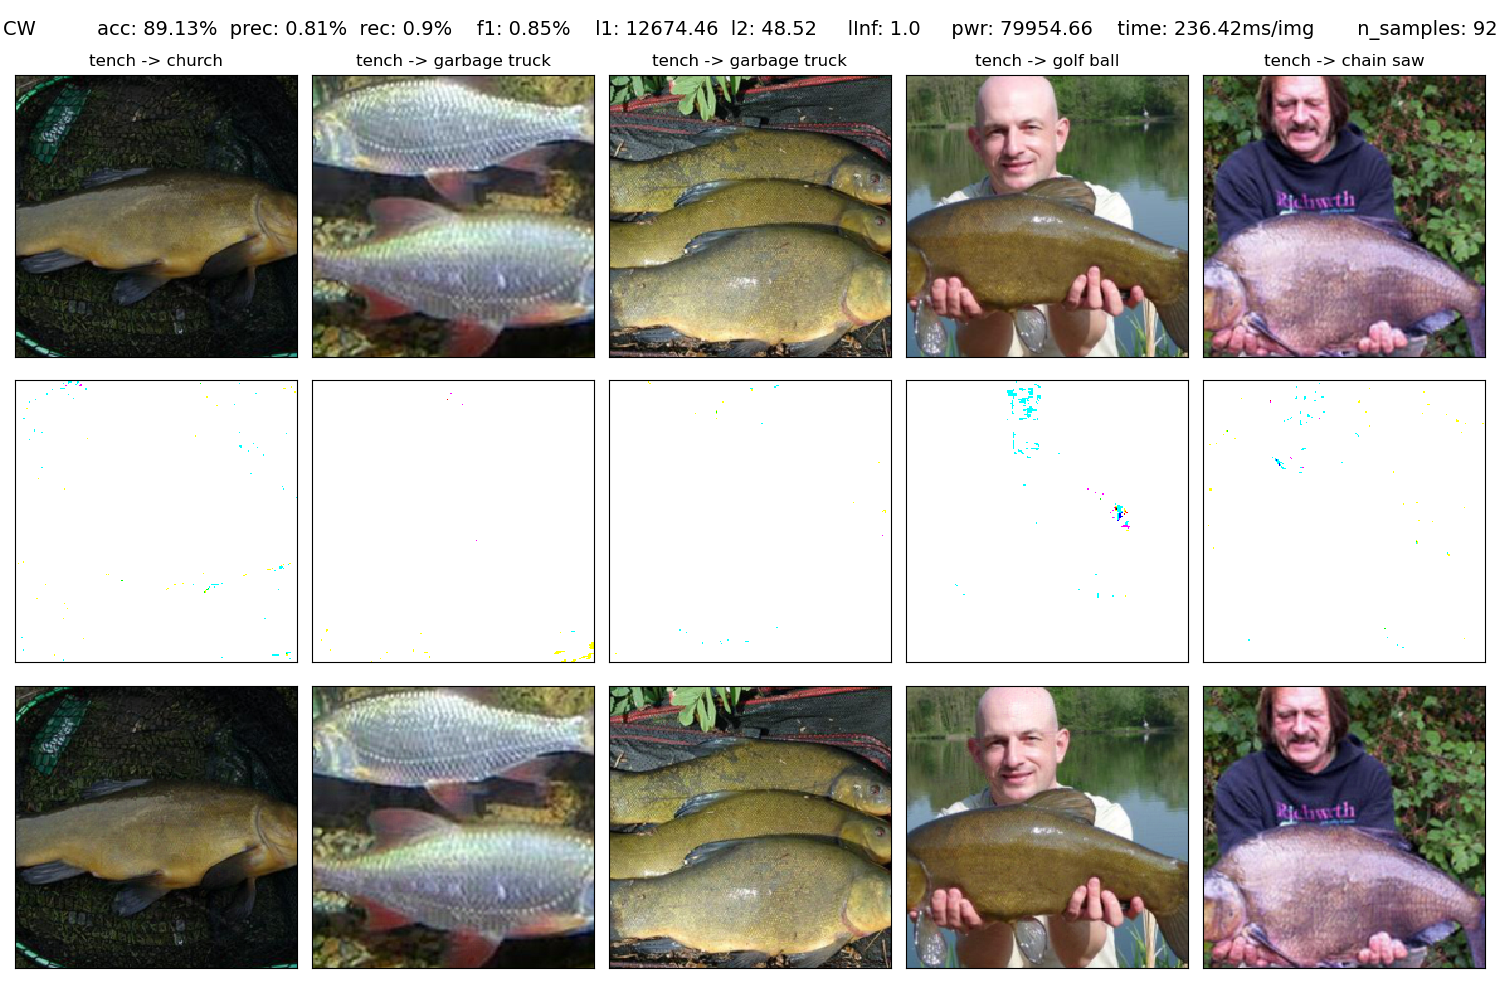 CW acc: 89.13% prec: 0.81% rec: 0.9% f1: 0.85% l1: 12674.46 l2: 48.52 lInf: 1.0 pwr: 79954.66 time: 236.42ms/img n_samples: 92
tench -> church
tench -> garbage truck
tench -> garbage truck
tench -> golf ball
tench -> chain saw
Richwrth
Richwrth